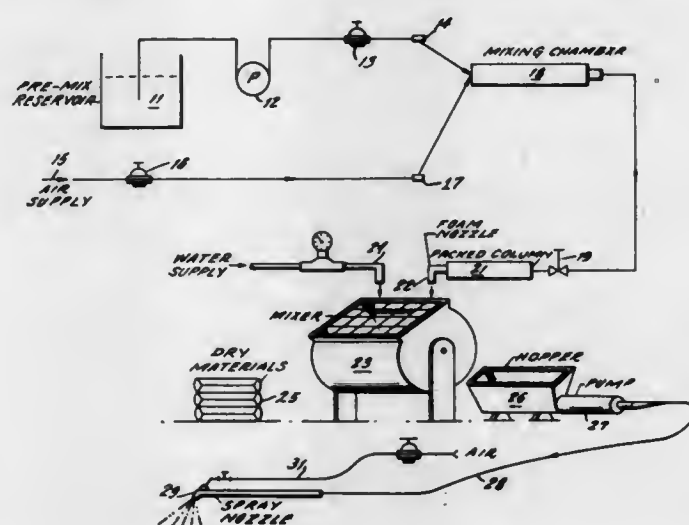 14
MIXING CHAMBER
13
P
12
18
PRE-MIX
RESERVOIR
11
15
16
AIR
SUPPLY
17
FOAM
NOZZLE
WATER
SUPPLY
24
PACKED COLUMN
19
21
22
MIXER
DRY
MATERIALS
23
HOPPER
PUMP
25
26
27
AIR
31
28
29
SPRAY
NOZZLE